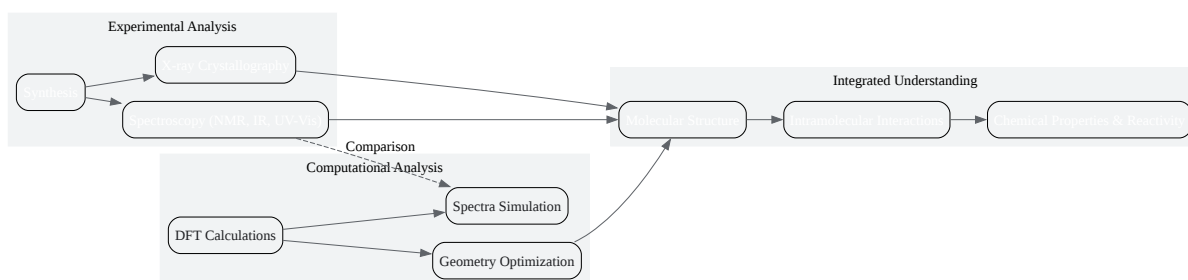 Experimental Analysis
X-ray Crystallography
Synthesis
Spectroscopy (NMR, IR, UV-Vis)
Comparison
Computational Analysis
Spectra Simulation
DFT Calculations
Geometry Optimization
Integrated Understanding
Molecular Structure
Intramolecular Interactions
Chemical Properties & Reactivity